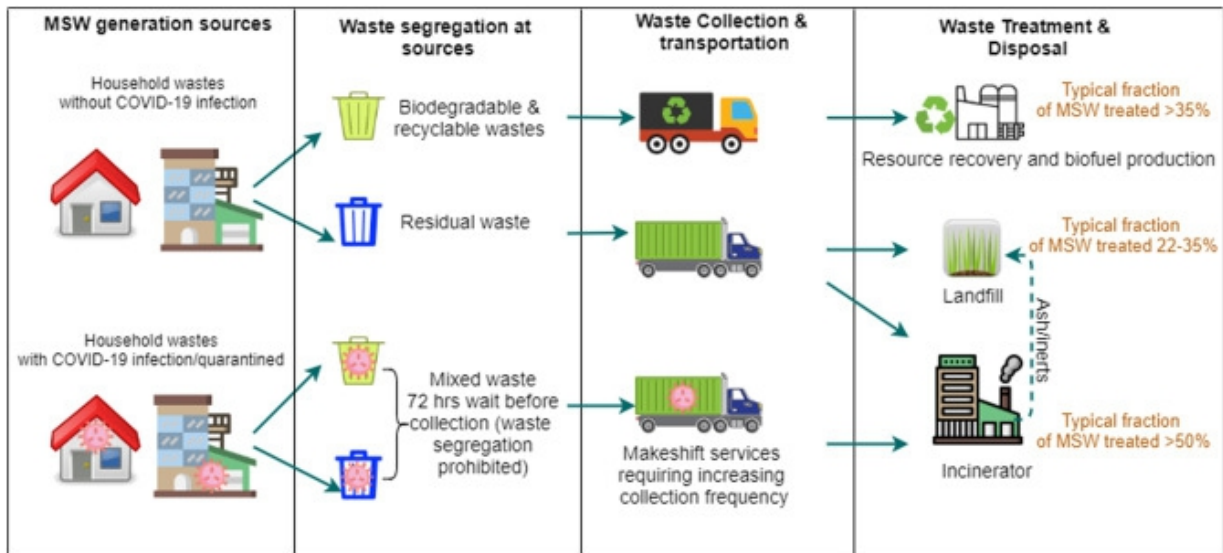 MSW generation sources
Household wastes
without COVID-19 infection
Household wastes
with COVID-19 infection/quarantined
Waste segregation at
sources
Biodegradable &
recyclable wastes
Residual waste
Mixed waste
72 hrs wait before
collection (waste
segregation
prohibited)
Waste Collection &
transportation
Makeshift services
requiring increasing
collection frequency
Waste Treatment &
Disposal
Typical fraction
of MSW treated >35%
Resource recovery and biofuel production
Typical fraction
of MSW treated 22-35%
Landfill
Ash/inerts
Typical fraction
of MSW treated >50%
Incinerator